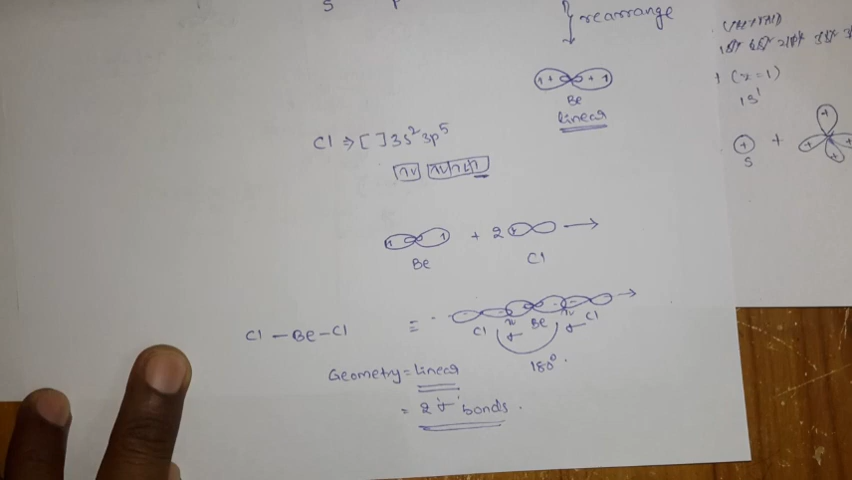 S P
rearrange
Be
linear
Cl ⇒ [ ] 3s² 3p⁵
+ 2 →
Be Cl
Cl – Be – Cl ≡
Cl Be Cl
180°
Geometry = linear
= 2 σ bonds.
(z=1)
1s¹
+
S